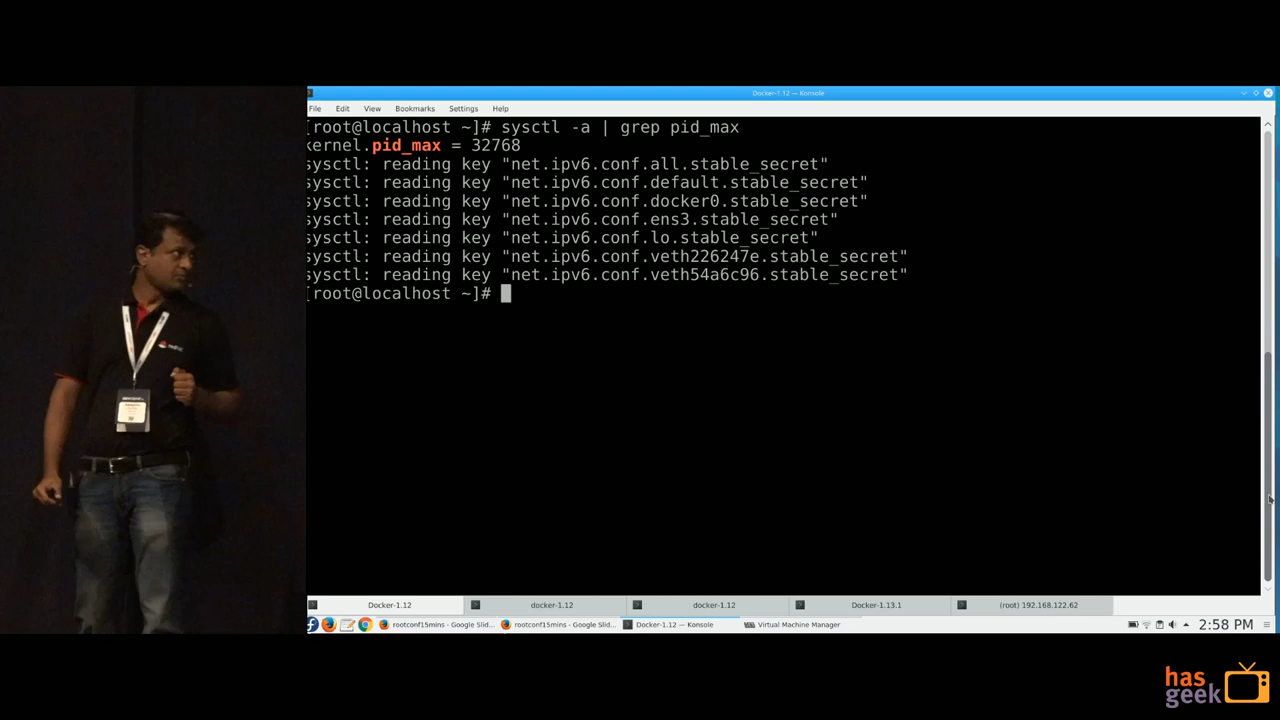 Docker-1.12 — Konsole
File Edit View Bookmarks Settings Help
[root@localhost ~]# sysctl -a | grep pid_max
kernel.pid_max = 32768
sysctl: reading key "net.ipv6.conf.all.stable_secret"
sysctl: reading key "net.ipv6.conf.default.stable_secret"
sysctl: reading key "net.ipv6.conf.docker0.stable_secret"
sysctl: reading key "net.ipv6.conf.ens3.stable_secret"
sysctl: reading key "net.ipv6.conf.lo.stable_secret"
sysctl: reading key "net.ipv6.conf.veth226247e.stable_secret"
sysctl: reading key "net.ipv6.conf.veth54a6c96.stable_secret"
[root@localhost ~]#
redhat
Docker-1.12 docker-1.12 docker-1.12 Docker-1.13.1 (root) 192.168.122.62
rootconf15mins - Google Slid... rootconf15mins - Google Slid... Docker-1.12 — Konsole Virtual Machine Manager 2:58 PM
has
geek